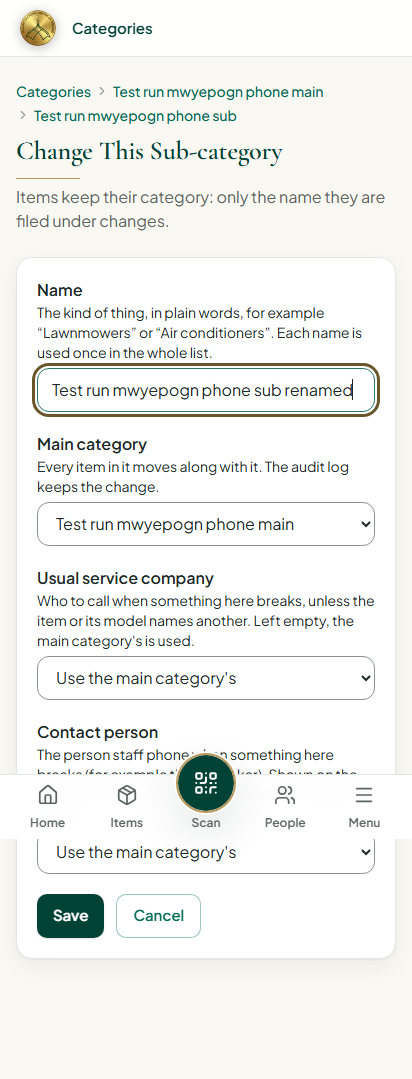 Categories
Categories > Test run mwyepogn phone main
> Test run mwyepogn phone sub
Change This Sub-category
Items keep their category: only the name they are
filed under changes.
Name
The kind of thing, in plain words, for example
“Lawnmowers” or “Air conditioners”. Each name is
used once in the whole list.
Test run mwyepogn phone sub renamed
Main category
Every item in it moves along with it. The audit log
keeps the change.
Test run mwyepogn phone main
Usual service company
Who to call when something here breaks, unless the
item or its model names another. Left empty, the
main category's is used.
Use the main category's
Contact person
The person staff phone when something here
Home
Items
Scan
People
Menu
Use the main category's
Save
Cancel